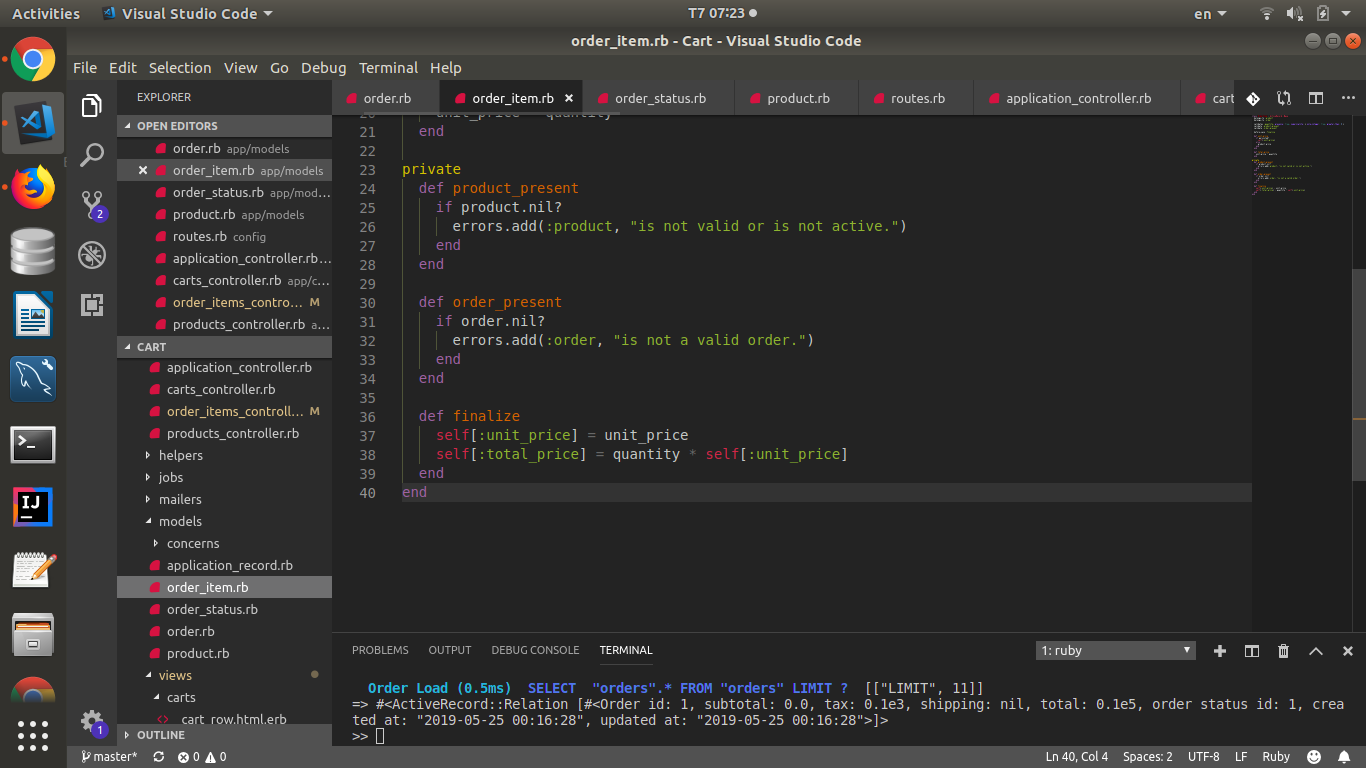 Activities Visual Studio Code T7 07:23 en
order_item.rb - Cart - Visual Studio Code
File Edit Selection View Go Debug Terminal Help
EXPLORER
OPEN EDITORS
order.rb app/models
order_item.rb app/models
order_status.rb app/mod...
product.rb app/models
routes.rb config
application_controller.rb...
carts_controller.rb app/c...
order_items_contro... M
products_controller.rb a...
CART
application_controller.rb
carts_controller.rb
order_items_controll... M
products_controller.rb
helpers
jobs
mailers
models
concerns
application_record.rb
order_item.rb
order_status.rb
order.rb
product.rb
views
carts
cart_row.html.erb
OUTLINE
2
1
order.rb order_item.rb order_status.rb product.rb routes.rb application_controller.rb cart
20 unit_price * quantity
21 end
22
23 private
24 def product_present
25 if product.nil?
26 errors.add(:product, "is not valid or is not active.")
27 end
28 end
29
30 def order_present
31 if order.nil?
32 errors.add(:order, "is not a valid order.")
33 end
34 end
35
36 def finalize
37 self[:unit_price] = unit_price
38 self[:total_price] = quantity * self[:unit_price]
39 end
40 end
PROBLEMS OUTPUT DEBUG CONSOLE TERMINAL 1: ruby
Order Load (0.5ms) SELECT "orders".* FROM "orders" LIMIT ? [["LIMIT", 11]]
=> #<ActiveRecord::Relation [#<Order id: 1, subtotal: 0.0, tax: 0.1e3, shipping: nil, total: 0.1e5, order status id: 1, crea
ted at: "2019-05-25 00:16:28", updated at: "2019-05-25 00:16:28">]>
>>
master* 0 0 Ln 40, Col 4 Spaces: 2 UTF-8 LF Ruby